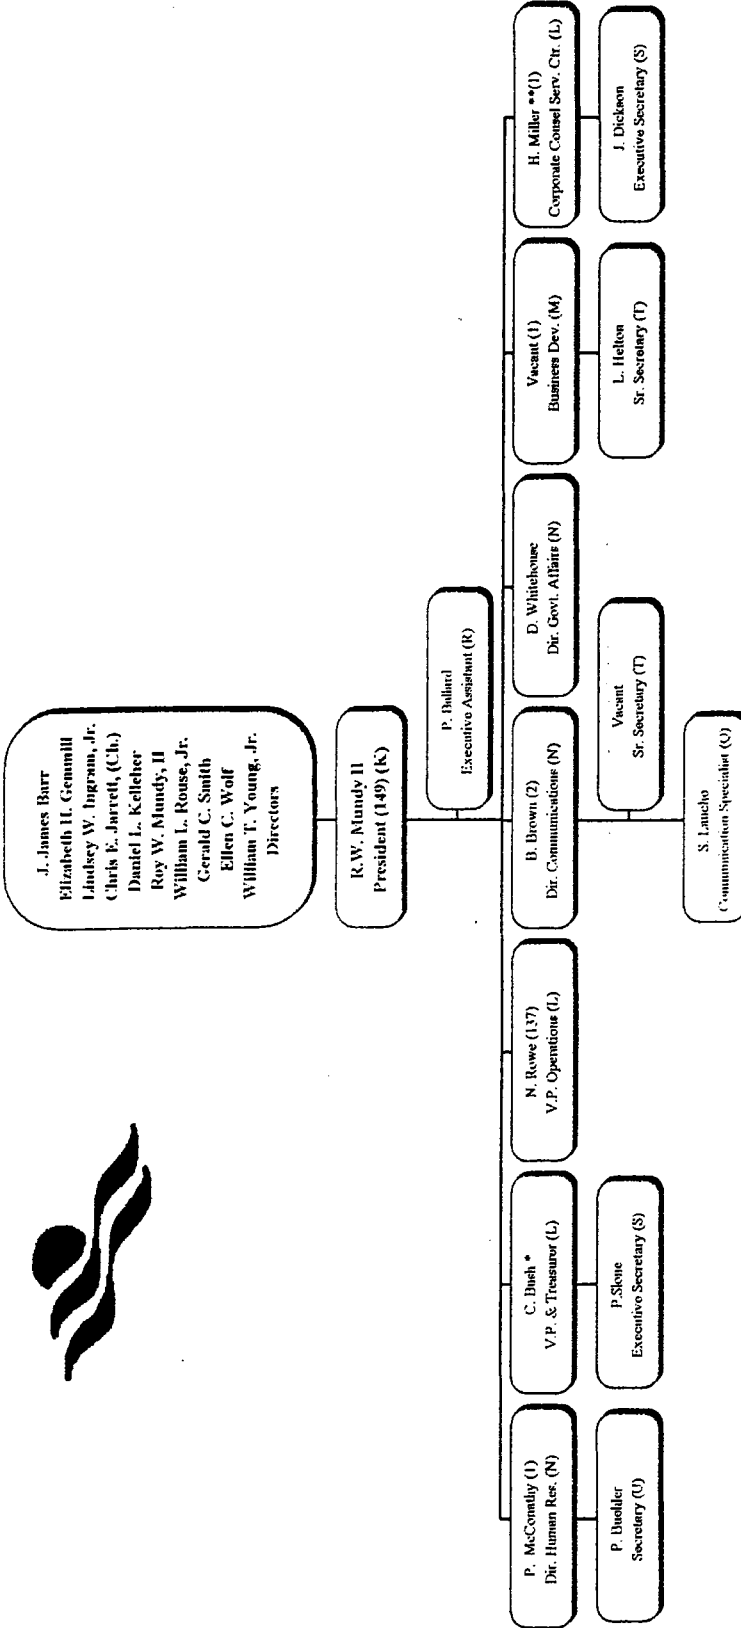 J. James Barr
Elizabeth H. Gemmill
Lindsey W. Ingram, Jr.
Chris E. Jarrett, (Ch.)
Daniel L. Kelleher
Roy W. Mundy, II
William L. Rouse, Jr.
Gerald C. Smith
Ellen C. Wolf
William T. Young, Jr.
Directors
R.W. Mundy II
President (149) (K)
P. Ballard
Executive Assistant (R)
P. McConathy (1)
Dir. Human Res. (N)
C. Bush *
V.P. & Treasurer (L)
N. Rowe (137)
V.P. Operations (L)
B. Brown (2)
Dir. Communications (N)
D. Whitehouse
Dir. Govt. Affairs (N)
Vacant (1)
Business Dev. (M)
H. Miller **(1)
Corporate Counsel Serv. Ctr. (L)
P.Slone
Executive Secretary (S)
Secretary (U)
Vacant
Sr. Secretary (T)
L. Helton
Sr. Secretary (T)
J. Dickson
Executive Secretary (S)
Communication Specialist (Q)